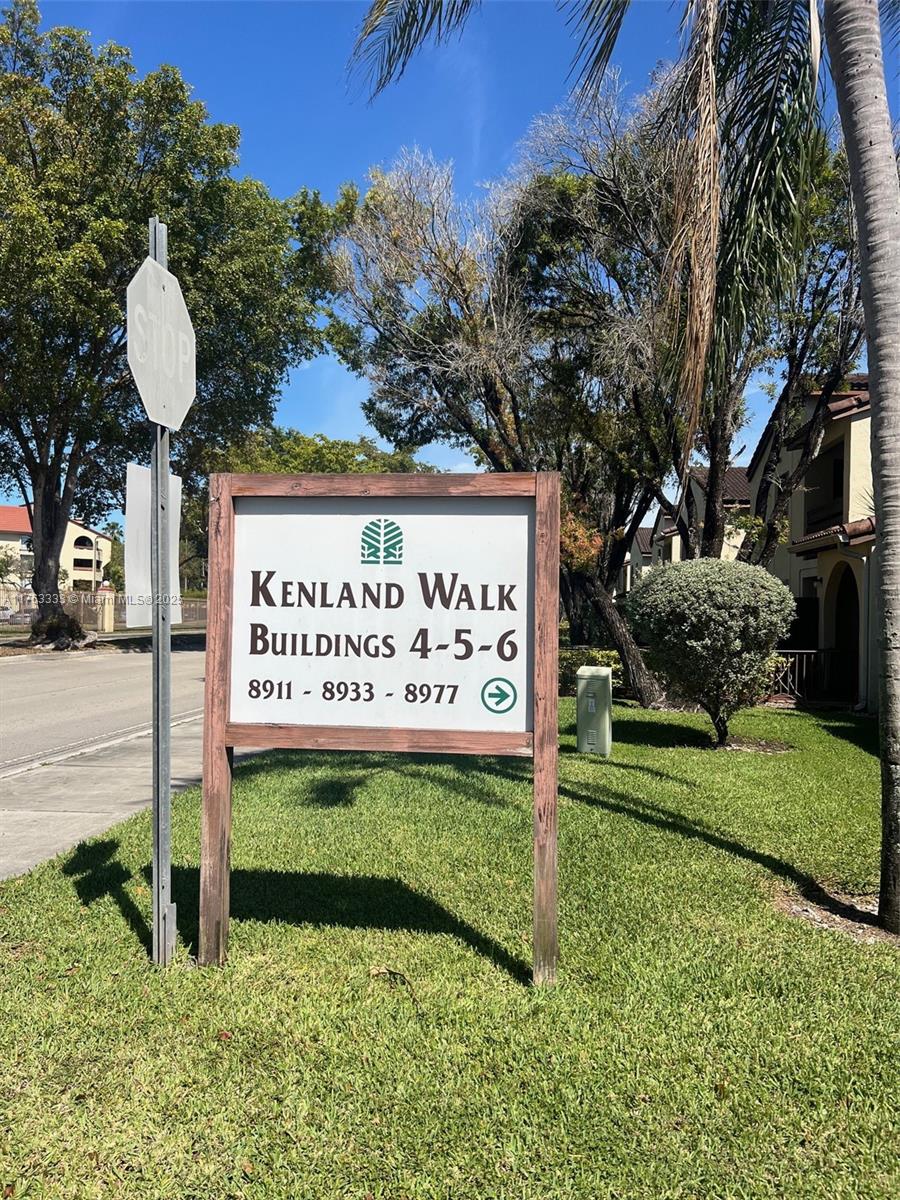 STOP
KENLAND WALK
BUILDINGS 4-5-6
8911 - 8933 - 8977